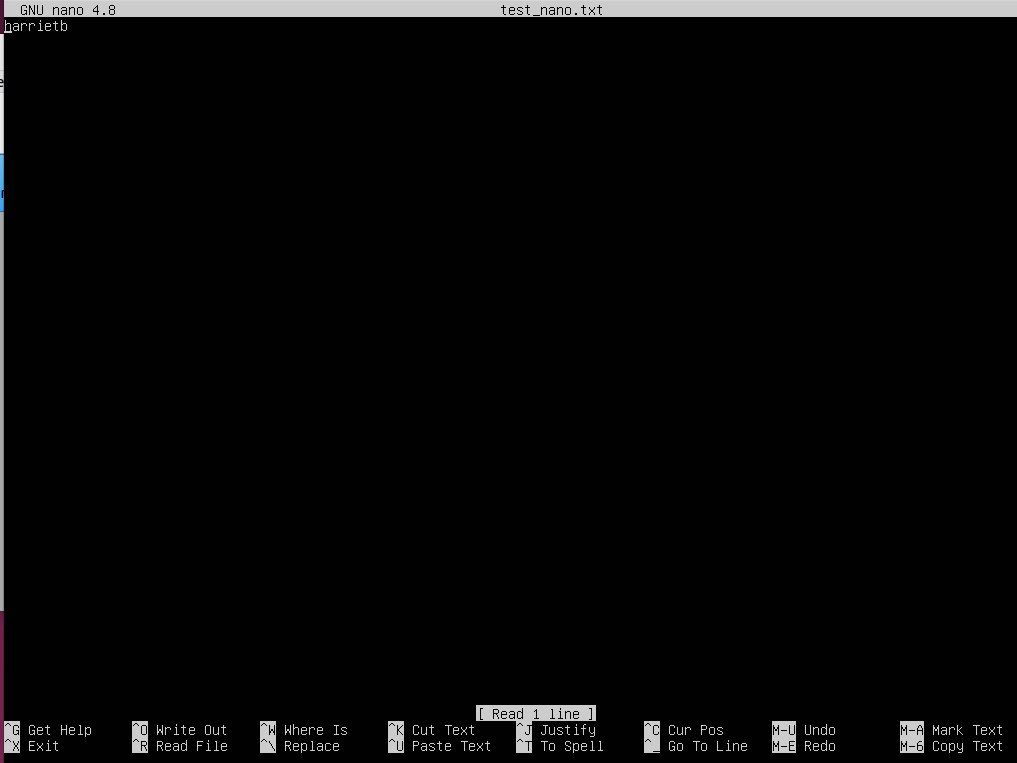 GNU nano 4.8 test_nano.txt
harrietb
[ Read 1 line ]
^G Get Help ^O Write Out ^W Where Is ^K Cut Text ^J Justify ^C Cur Pos M-U Undo M-A Mark Text
^X Exit ^R Read File ^\ Replace ^U Paste Text ^T To Spell ^_ Go To Line M-E Redo M-6 Copy Text